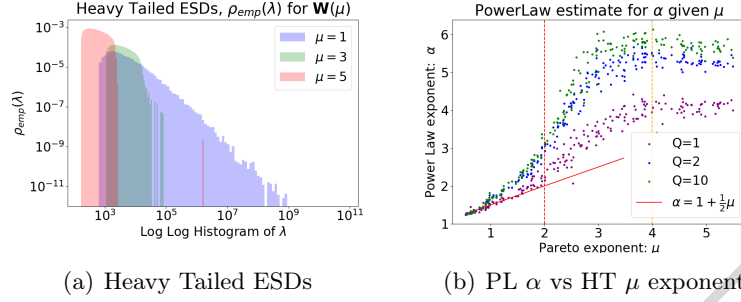 Heavy Tailed ESDs, ρ_emp(λ) for W(μ)
10⁻³
10⁻⁵
10⁻⁷
10⁻⁹
10⁻¹¹
ρ_emp(λ)
μ = 1
μ = 3
μ = 5
10³ 10⁵ 10⁷ 10⁹ 10¹¹
Log Log Histogram of λ
(a) Heavy Tailed ESDs
PowerLaw estimate for α given μ
6
5
4
3
2
1
Power Law exponent: α
Q=1
Q=2
Q=10
α = 1 + ½μ
1 2 3 4 5
Pareto exponent: μ
(b) PL α vs HT μ exponent